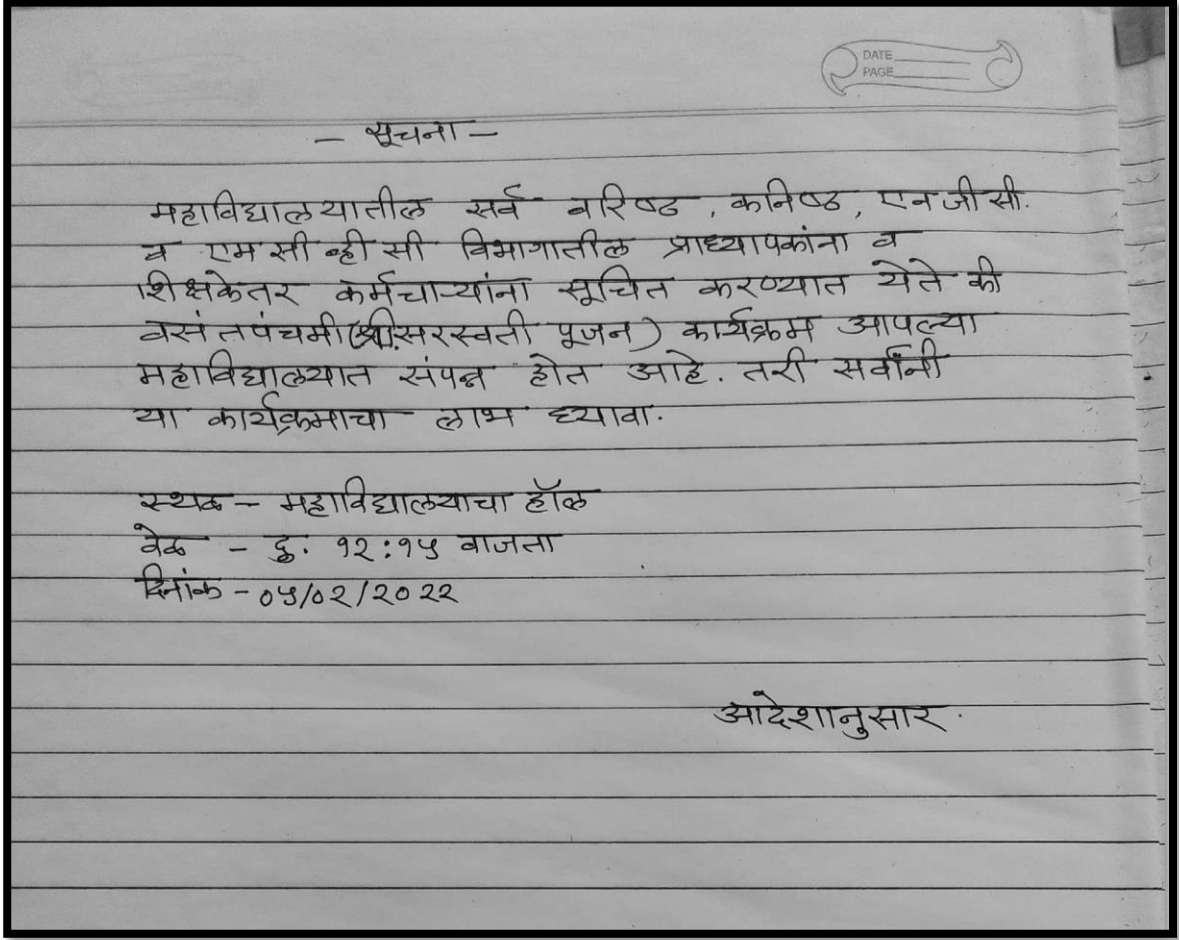 DATE
PAGE
- सूचना -
महाविद्यालयातील सर्व वरिष्ठ, कनिष्ठ, एनजीसी.
व एम सी व्ही सी विभागातील प्राध्यापकांना व
शिक्षकेतर कर्मचाऱ्यांना सूचित करण्यात येते की
वसंतपंचमी(श्री.सरस्वती पूजन) कार्यक्रम आपल्या
महाविद्यालयात संपन्न होत आहे. तरी सर्वांनी
या कार्यक्रमाचा लाभ घ्यावा.
स्थळ - महाविद्यालयाचा हॉल
वेळ - दु. १२:१५ वाजता
दिनांक - ०५/०२/२०२२
आदेशानुसार.